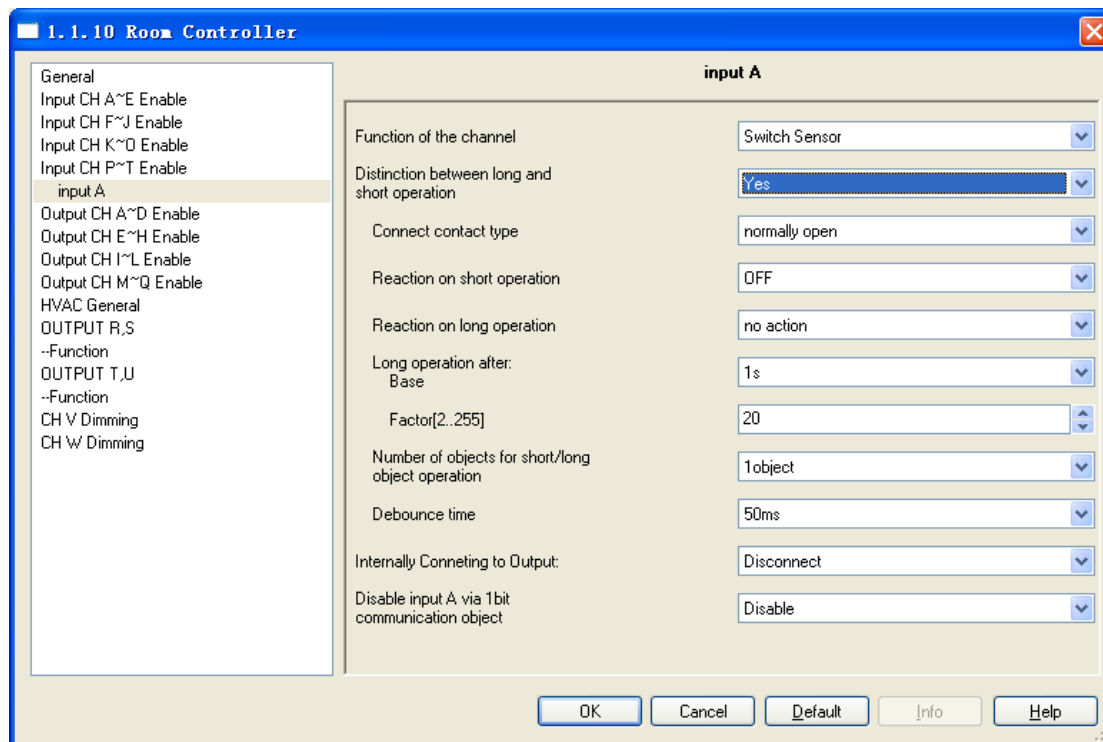 1.1.10 Room Controller
General
Input CH A~E Enable
Input CH F~J Enable
Input CH K~O Enable
Input CH P~T Enable
input A
Output CH A~D Enable
Output CH E~H Enable
Output CH I~L Enable
Output CH M~Q Enable
HVAC General
OUTPUT R,S
--Function
OUTPUT T,U
--Function
CH V Dimming
CH W Dimming
input A
Function of the channel
Switch Sensor
Distinction between long and
short operation
Yes
Connect contact type
normally open
Reaction on short operation
OFF
Reaction on long operation
no action
Long operation after:
Base
1s
Factor[2..255]
20
Number of objects for short/long
object operation
1object
Debounce time
50ms
Internally Conneting to Output:
Disconnect
Disable input A via 1bit
communication object
Disable
OK
Cancel
Default
Info
Help